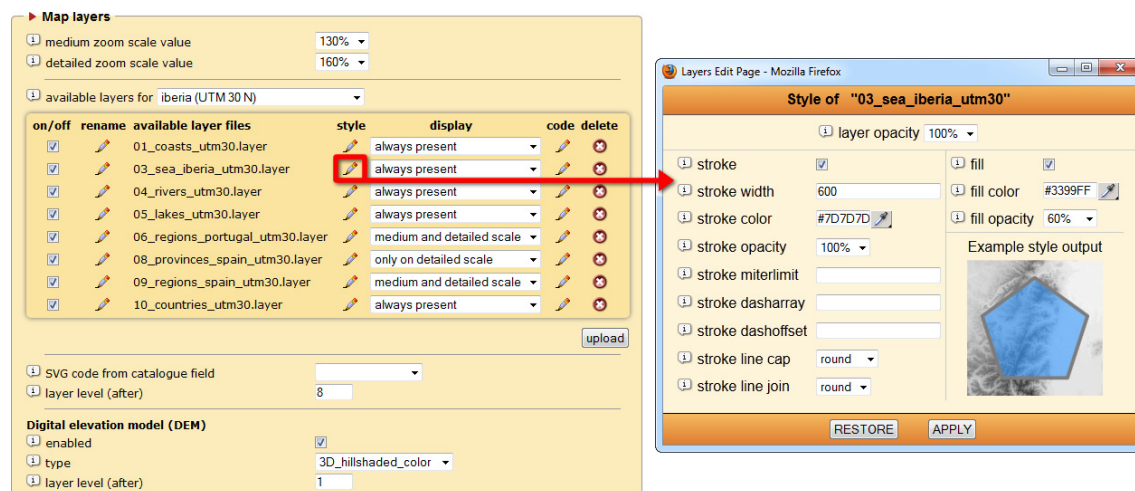 Map layers
medium zoom scale value 130%
detailed zoom scale value 160%
available layers for iberia (UTM 30 N)
on/off rename available layer files style display code delete
01_coasts_utm30.layer always present
03_sea_iberia_utm30.layer always present
04_rivers_utm30.layer always present
05_lakes_utm30.layer always present
06_regions_portugal_utm30.layer medium and detailed scale
08_provinces_spain_utm30.layer only on detailed scale
09_regions_spain_utm30.layer medium and detailed scale
10_countries_utm30.layer always present
upload
SVG code from catalogue field
layer level (after) 8
Digital elevation model (DEM)
enabled
type 3D_hillshaded_color
layer level (after) 1
Layers Edit Page - Mozilla Firefox
Style of "03_sea_iberia_utm30"
layer opacity 100%
stroke
stroke width 600
stroke color #7D7D7D
stroke opacity 100%
stroke miterlimit
stroke dasharray
stroke dashoffset
stroke line cap round
stroke line join round
fill
fill color #3399FF
fill opacity 60%
Example style output
RESTORE APPLY